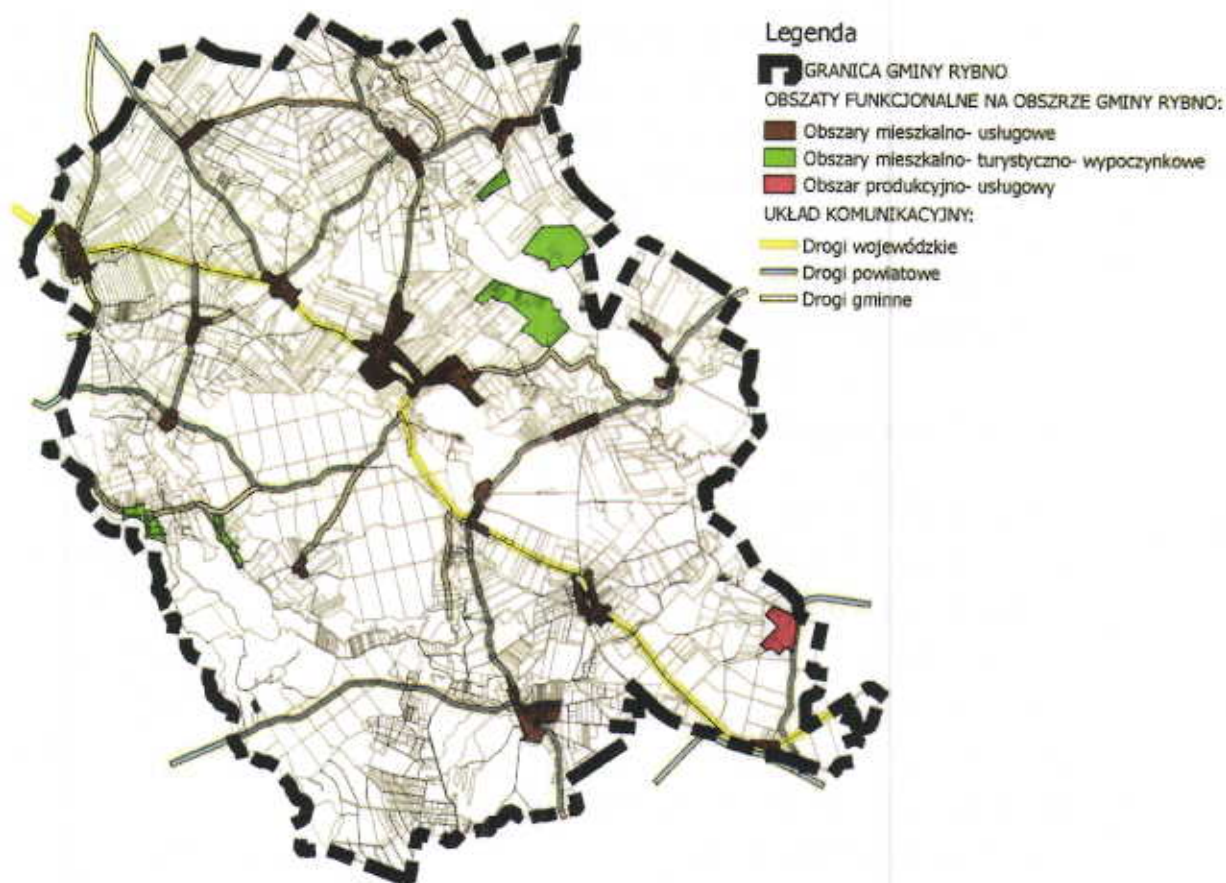 Legenda
GRANICA GMINY RYBNO
OBSZATY FUNKCJONALNE NA OBSZRZE GMINY RYBNO:
Obszary mieszkalno- usługowe
Obszary mieszkalno- turystyczno- wypoczynkowe
Obszar produkcyjno- usługowy
UKŁAD KOMUNIKACYJNY:
Drogi wojewódzkie
Drogi powiatowe
Drogi gminne